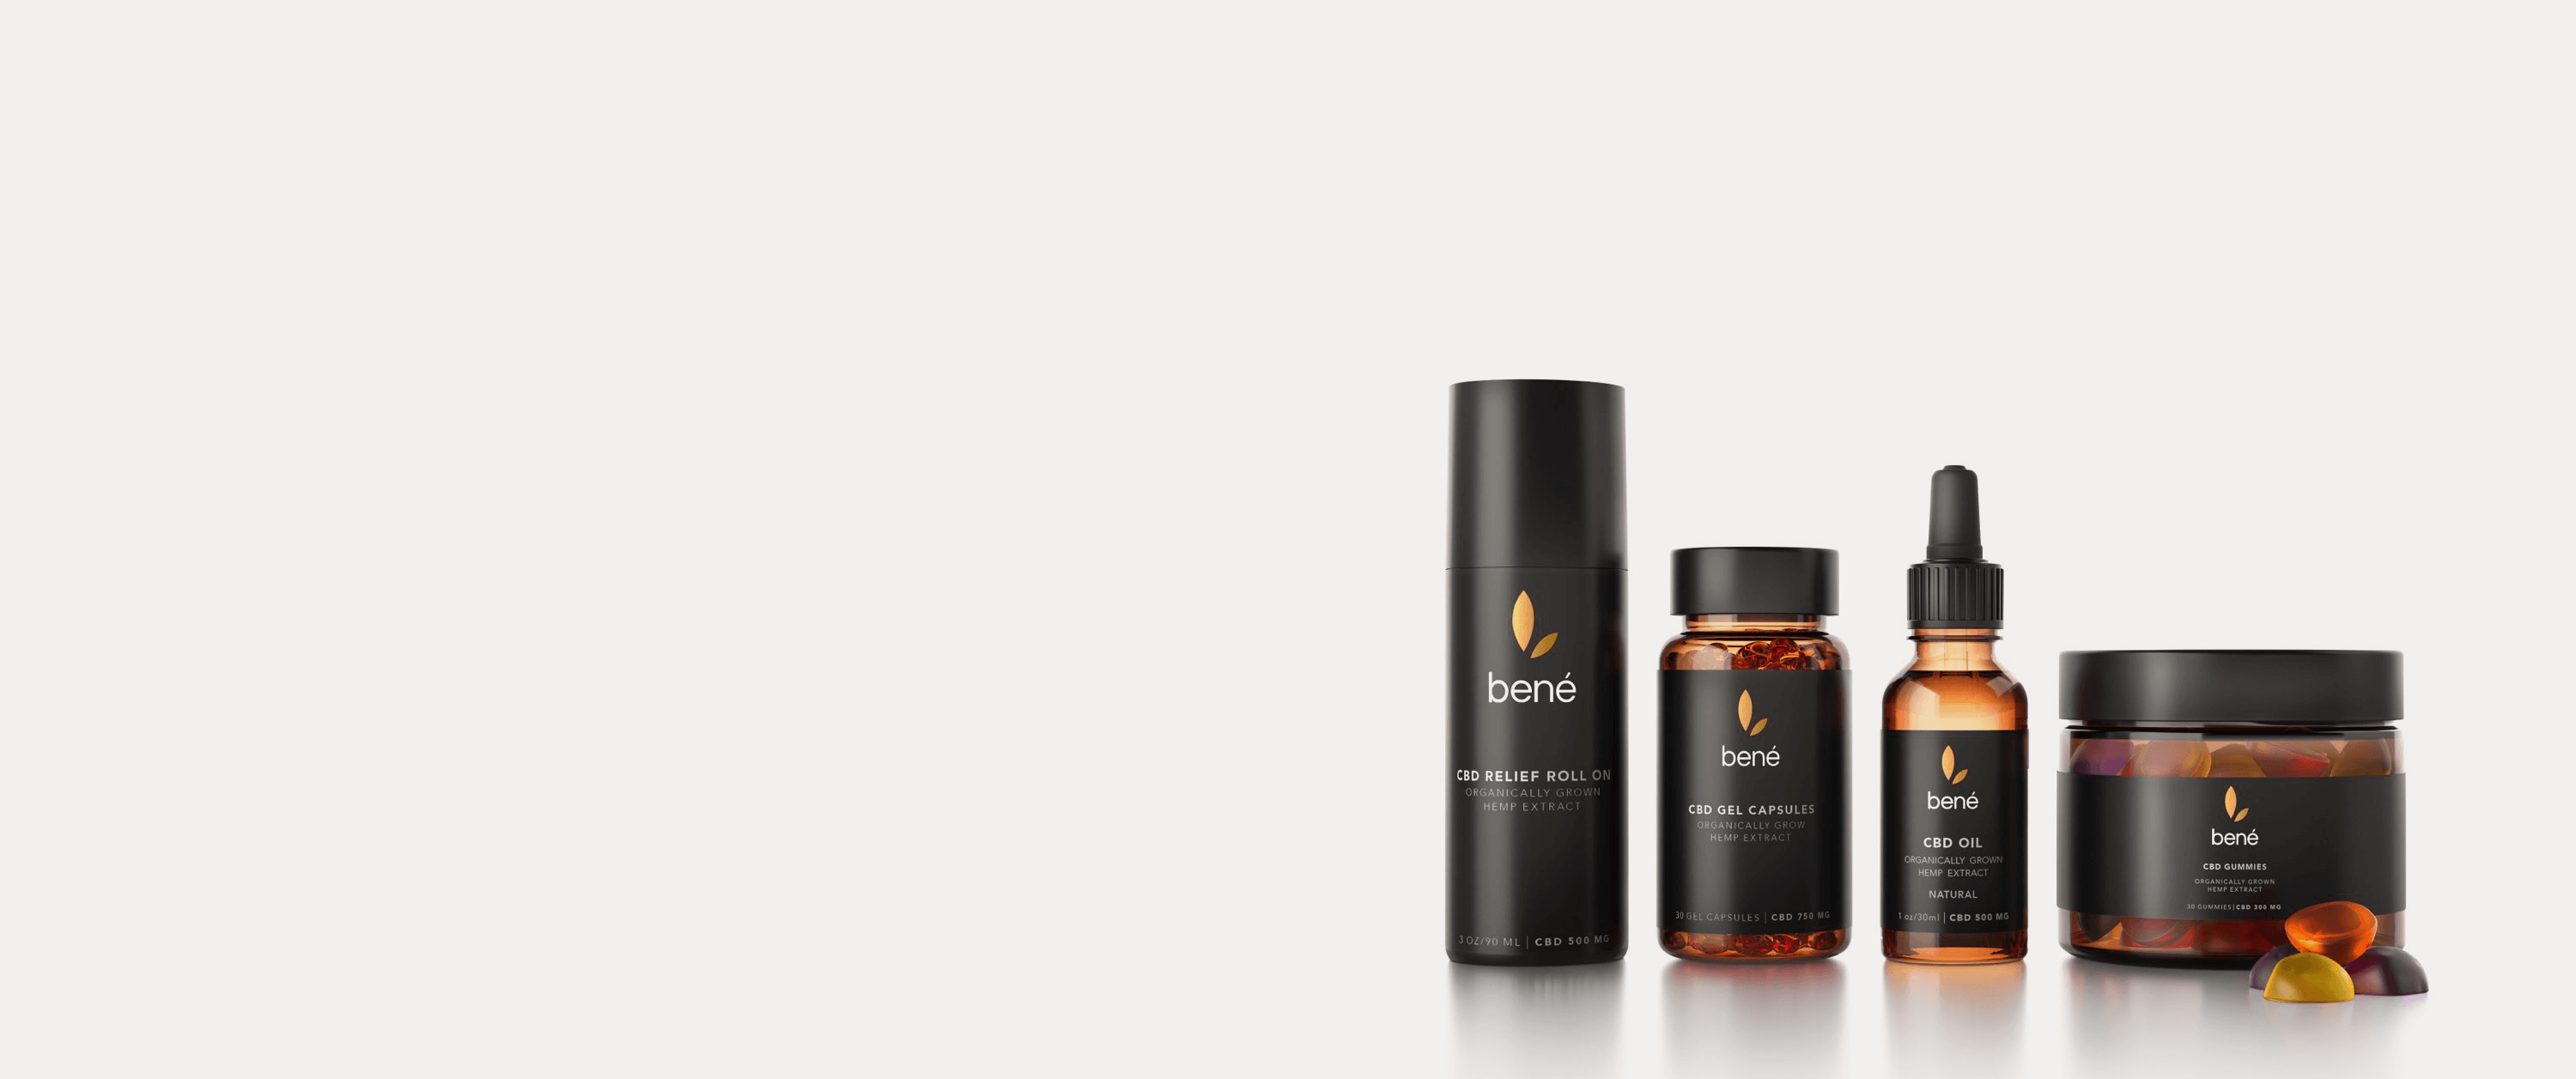 bené
CBD RELIEF ROLL ON
ORGANICALLY GROWN
HEMP EXTRACT
3 OZ/90 ML | CBD 500 MG
bené
CBD GEL CAPSULES
ORGANICALLY GROW
HEMP EXTRACT
30 GEL CAPSULES | CBD 750 MG
bené
CBD OIL
ORGANICALLY GROWN
HEMP EXTRACT
NATURAL
1 oz/30ml | CBD 500 MG
bené
CBD GUMMIES
ORGANICALLY GROWN
HEMP EXTRACT
30 GUMMIES | CBD 300 MG